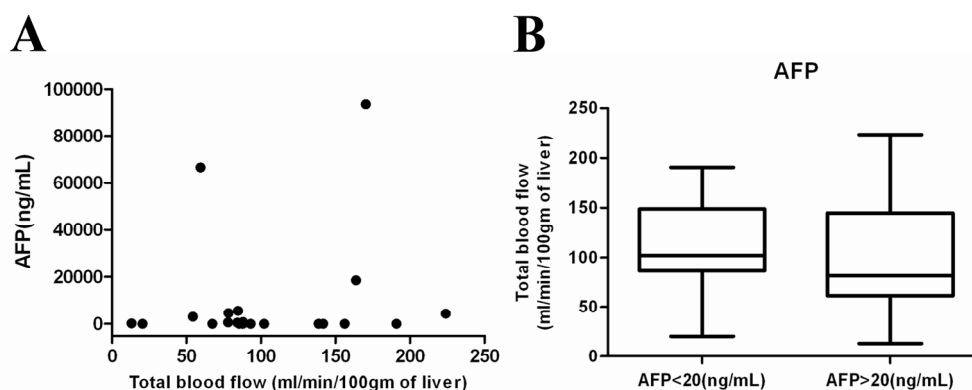 A
AFP(ng/mL)
100000
80000
60000
40000
20000
0
0 50 100 150 200 250
Total blood flow (ml/min/100gm of liver)
B
AFP
Total blood flow
(ml/min/100gm of liver)
250
200
150
100
50
0
AFP<20(ng/mL) AFP>20(ng/mL)